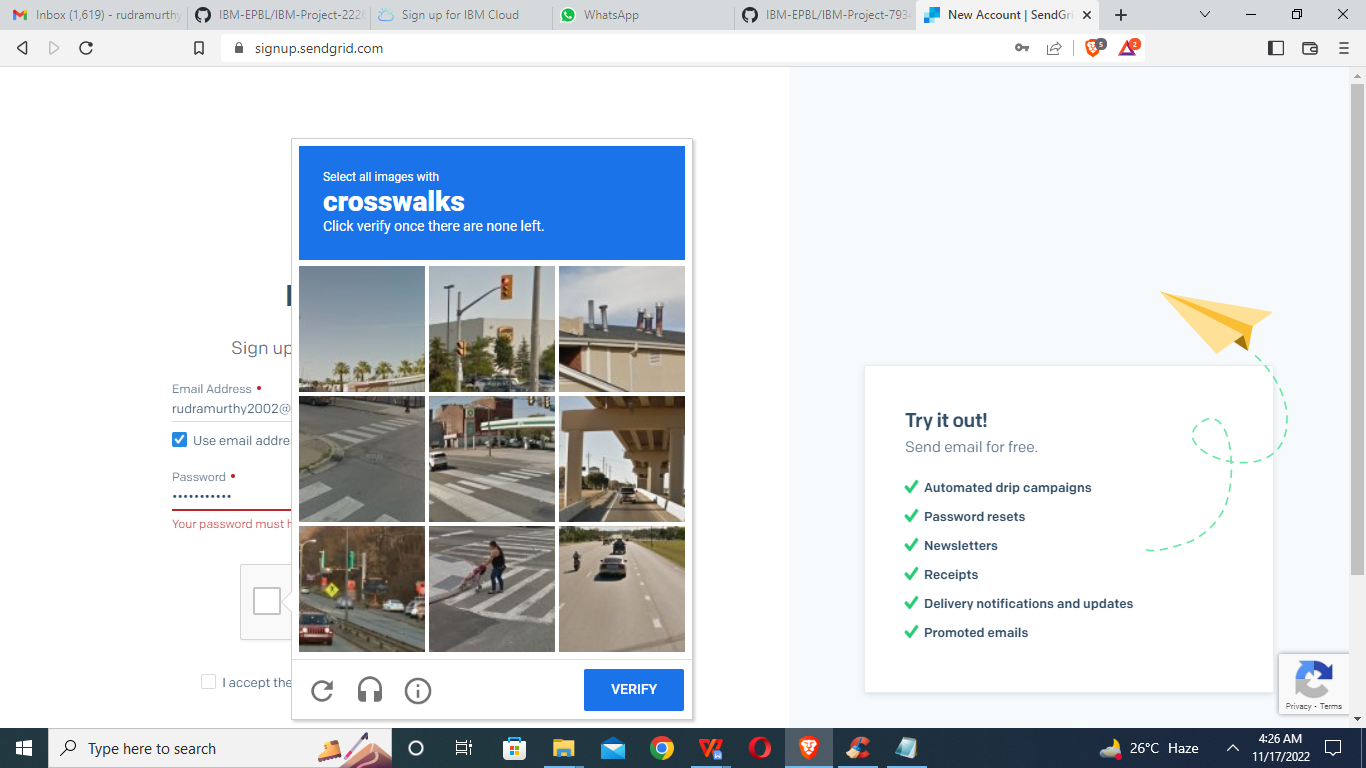 Inbox (1,619) - rudramurthy
IBM-EPBL/IBM-Project-2226
Sign up for IBM Cloud
WhatsApp
IBM-EPBL/IBM-Project-793
New Account | SendGri
signup.sendgrid.com
5
2
Select all images with
crosswalks
Click verify once there are none left.
Sign up
Email Address •
rudramurthy2002@
Use email addre
Password •
Your password must h
I accept the
VERIFY
Try it out!
Send email for free.
Automated drip campaigns
Password resets
Newsletters
Receipts
Delivery notifications and updates
Promoted emails
Privacy - Terms
Type here to search
26°C Haze
4:26 AM
11/17/2022